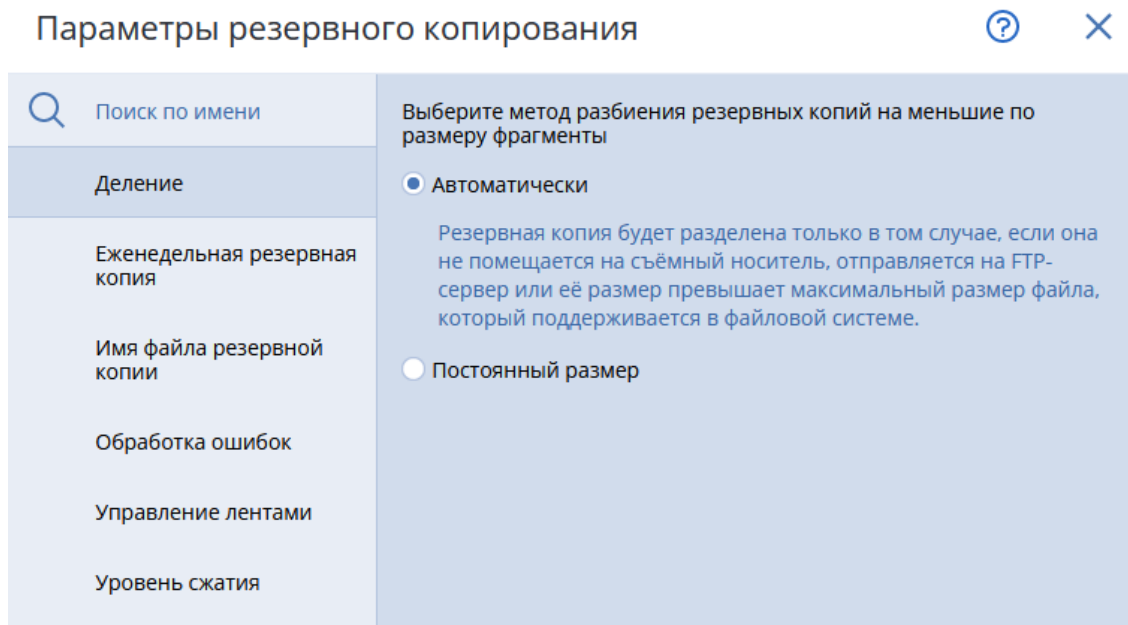 Параметры резервного копирования
Поиск по имени
Деление
Еженедельная резервная
копия
Имя файла резервной
копии
Обработка ошибок
Управление лентами
Уровень сжатия
Выберите метод разбиения резервных копий на меньшие по
размеру фрагменты
Автоматически
Резервная копия будет разделена только в том случае, если она
не помещается на съёмный носитель, отправляется на FTP-
сервер или её размер превышает максимальный размер файла,
который поддерживается в файловой системе.
Постоянный размер